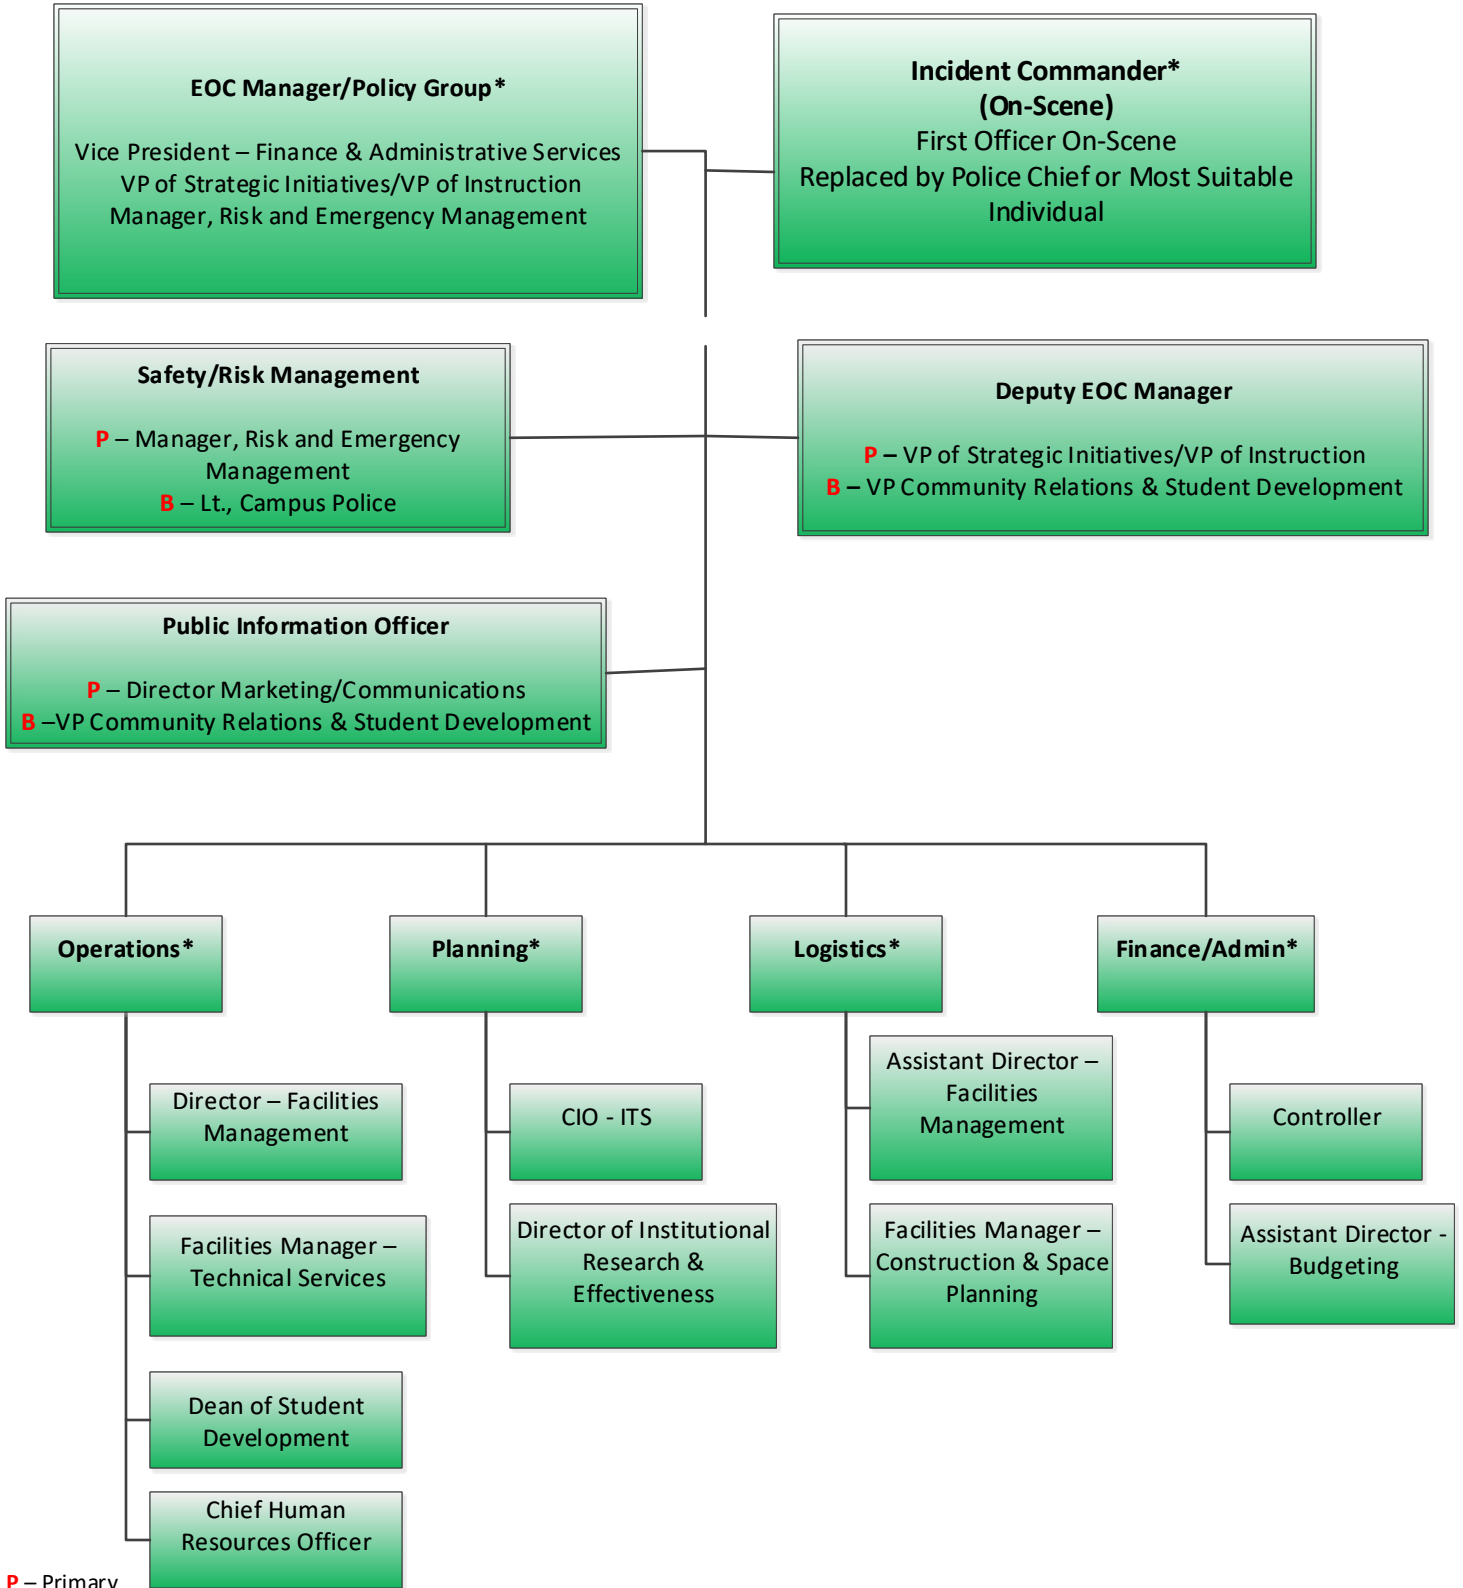 EOC Manager/Policy Group*
Vice President – Finance & Administrative Services
VP of Strategic Initiatives/VP of Instruction
Manager, Risk and Emergency Management
Incident Commander*
(On-Scene)
First Officer On-Scene
Replaced by Police Chief or Most Suitable
Individual
Safety/Risk Management
P – Manager, Risk and Emergency
Management
B – Lt., Campus Police
Deputy EOC Manager
P – VP of Strategic Initiatives/VP of Instruction
B – VP Community Relations & Student Development
Public Information Officer
P – Director Marketing/Communications
B –VP Community Relations & Student Development
Operations*
Planning*
Logistics*
Finance/Admin*
Director – Facilities
Management
Facilities Manager –
Technical Services
Dean of Student
Development
Chief Human
Resources Officer
CIO - ITS
Director of Institutional
Research &
Effectiveness
Assistant Director –
Facilities
Management
Facilities Manager –
Construction & Space
Planning
Controller
Assistant Director -
Budgeting
P – Primary